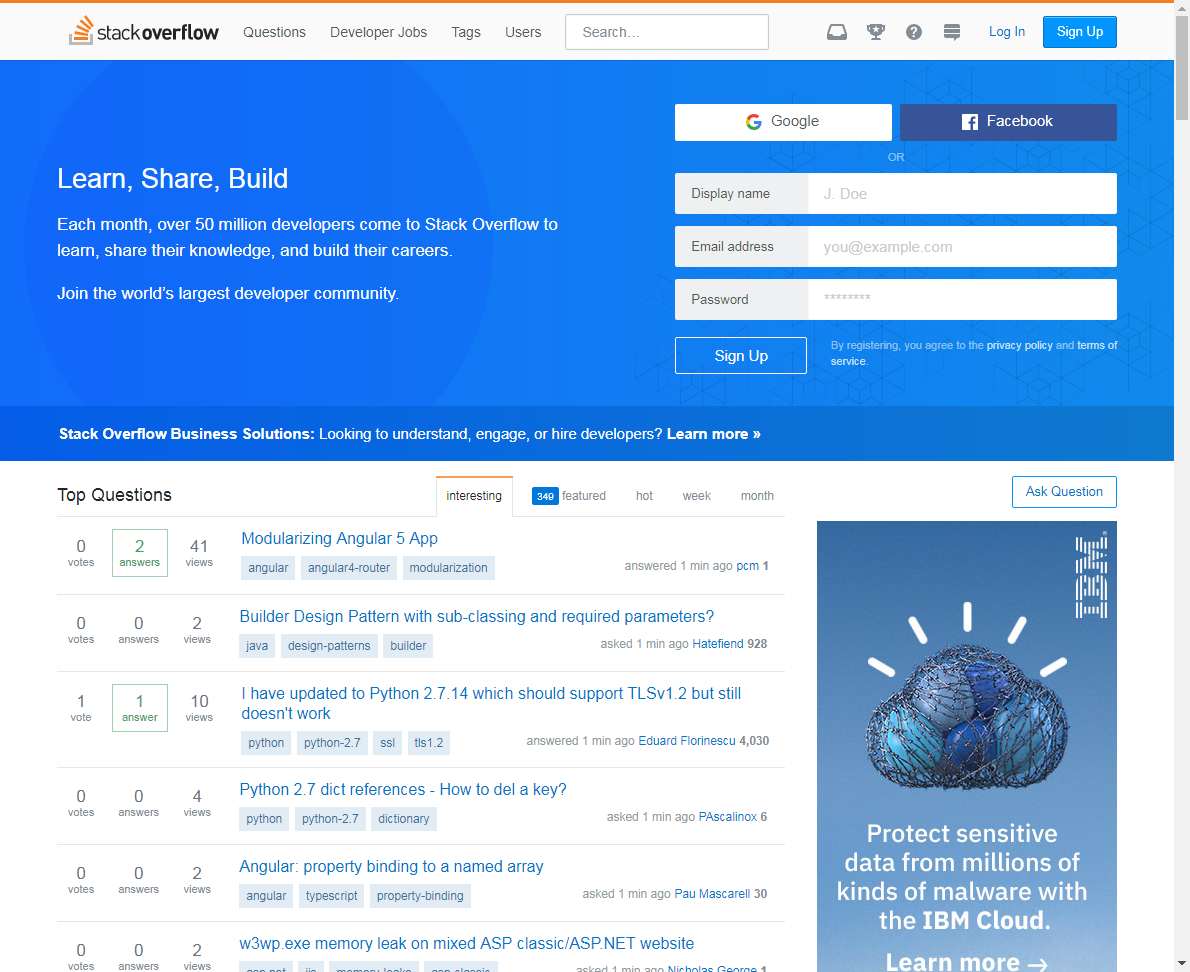 stack overflow Questions Developer Jobs Tags Users Search... Log In Sign Up
Google Facebook
OR
Learn, Share, Build
Each month, over 50 million developers come to Stack Overflow to
learn, share their knowledge, and build their careers.
Join the world's largest developer community.
Display name J. Doe
Email address you@example.com
Password ********
Sign Up
By registering, you agree to the privacy policy and terms of
service.
Stack Overflow Business Solutions: Looking to understand, engage, or hire developers? Learn more »
Top Questions interesting 349 featured hot week month
Ask Question
0 votes 2 answers 41 views
Modularizing Angular 5 App
angular angular4-router modularization
answered 1 min ago pcm 1
0 votes 0 answers 2 views
Builder Design Pattern with sub-classing and required parameters?
java design-patterns builder
asked 1 min ago Hatefiend 928
1 vote 1 answer 10 views
I have updated to Python 2.7.14 which should support TLSv1.2 but still
doesn't work
python python-2.7 ssl tls1.2
answered 1 min ago Eduard Florinescu 4,030
0 votes 0 answers 4 views
Python 2.7 dict references - How to del a key?
python python-2.7 dictionary
asked 1 min ago PAscalinox 6
0 votes 0 answers 2 views
Angular: property binding to a named array
angular typescript property-binding
asked 1 min ago Pau Mascarell 30
0 votes 0 answers 2 views
w3wp.exe memory leak on mixed ASP classic/ASP.NET website
asp.net iis memory-leaks asp-classic
asked 1 min ago Nicholas George 1
IBM
Protect sensitive
data from millions of
kinds of malware with
the IBM Cloud.
Learn more →